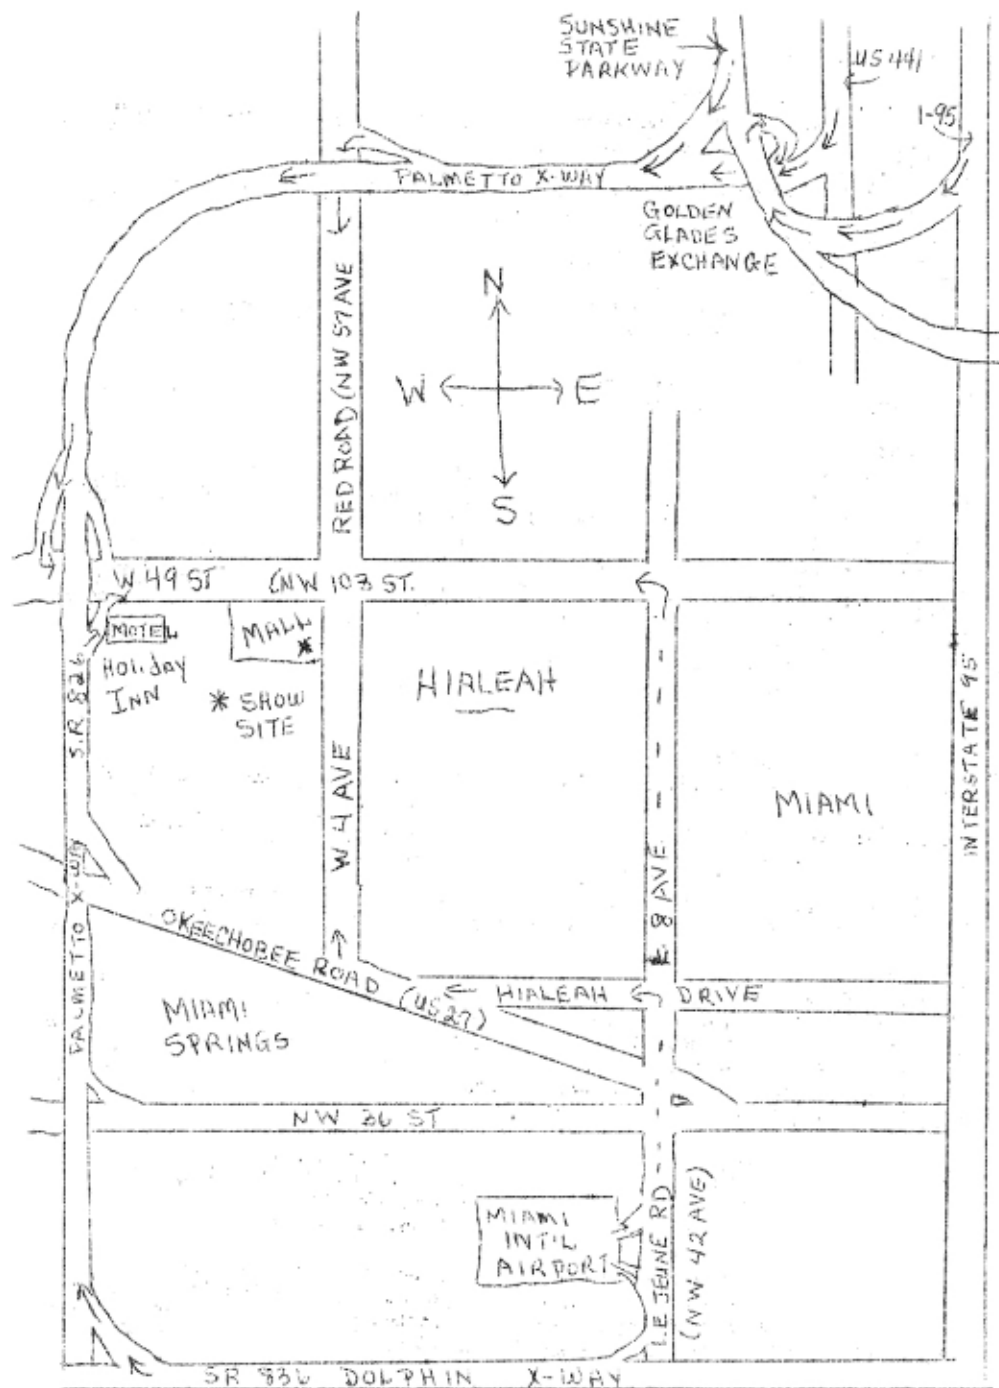 SUNSHINE
STATE
PARKWAY
US 441
I-95
PALMETTO X-WAY
GOLDEN
GLADES
EXCHANGE
RED ROAD (NW 57 AVE
N
W
E
S
W 49 ST (NW 103 ST.
MOTEL
HOLIDAY
INN
MALL
*
* SHOW
SITE
HIALEAH
S.R 826
W. 4 AVE
MIAMI
INTERSTATE 95
E 8 AVE
PALMETTO X-WAY
OKEECHOBEE ROAD (US 27)
HIALEAH DRIVE
MIAMI
SPRINGS
NW 36 ST
MIAMI
INT'L
AIRPORT
LE JEUNE RD
(NW 42 AVE)
SR 836 DOLPHIN X-WAY